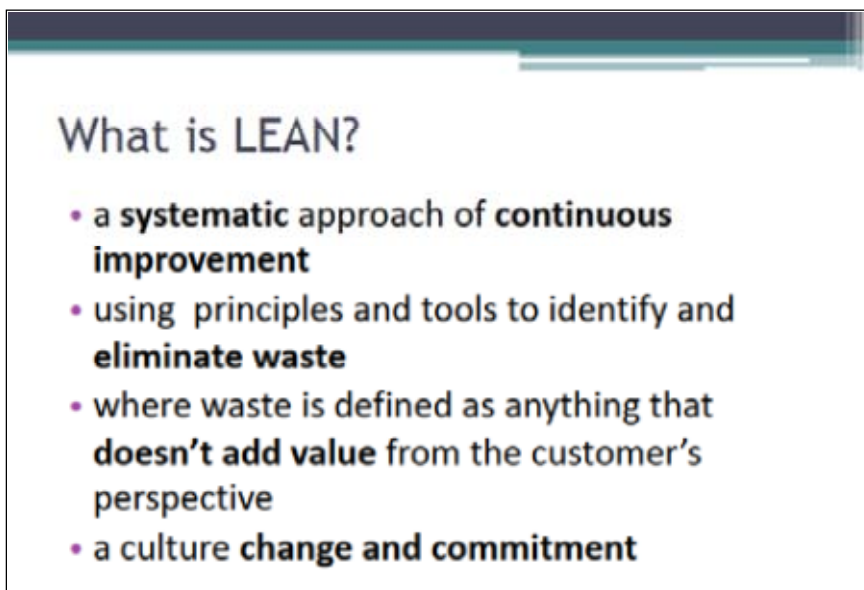 What is LEAN?
• a systematic approach of continuous
improvement
• using  principles and tools to identify and
eliminate waste
• where waste is defined as anything that
doesn’t add value from the customer’s
perspective
• a culture change and commitment